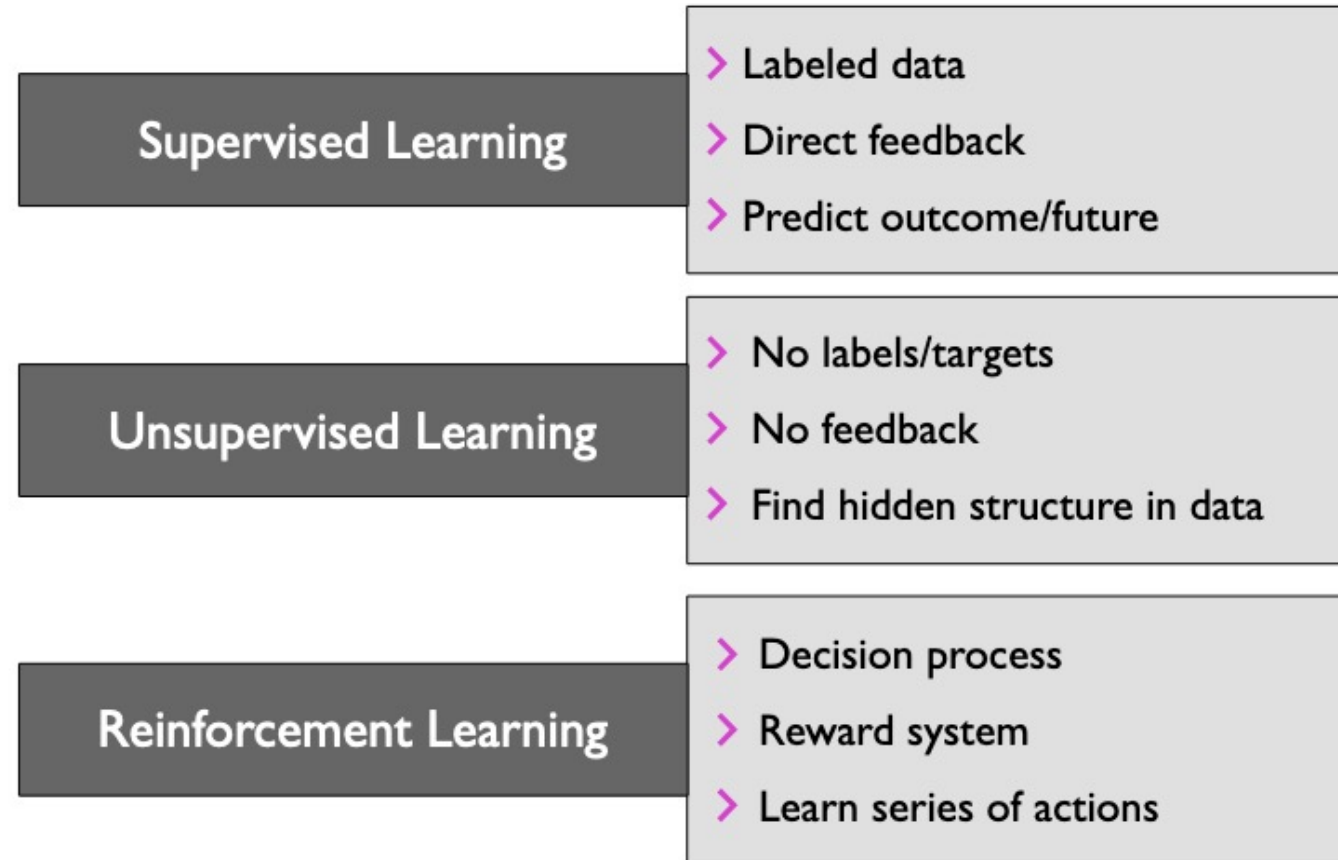 Supervised Learning
Labeled data
Direct feedback
Predict outcome/future
Unsupervised Learning
No labels/targets
No feedback
Find hidden structure in data
Reinforcement Learning
Decision process
Reward system
Learn series of actions